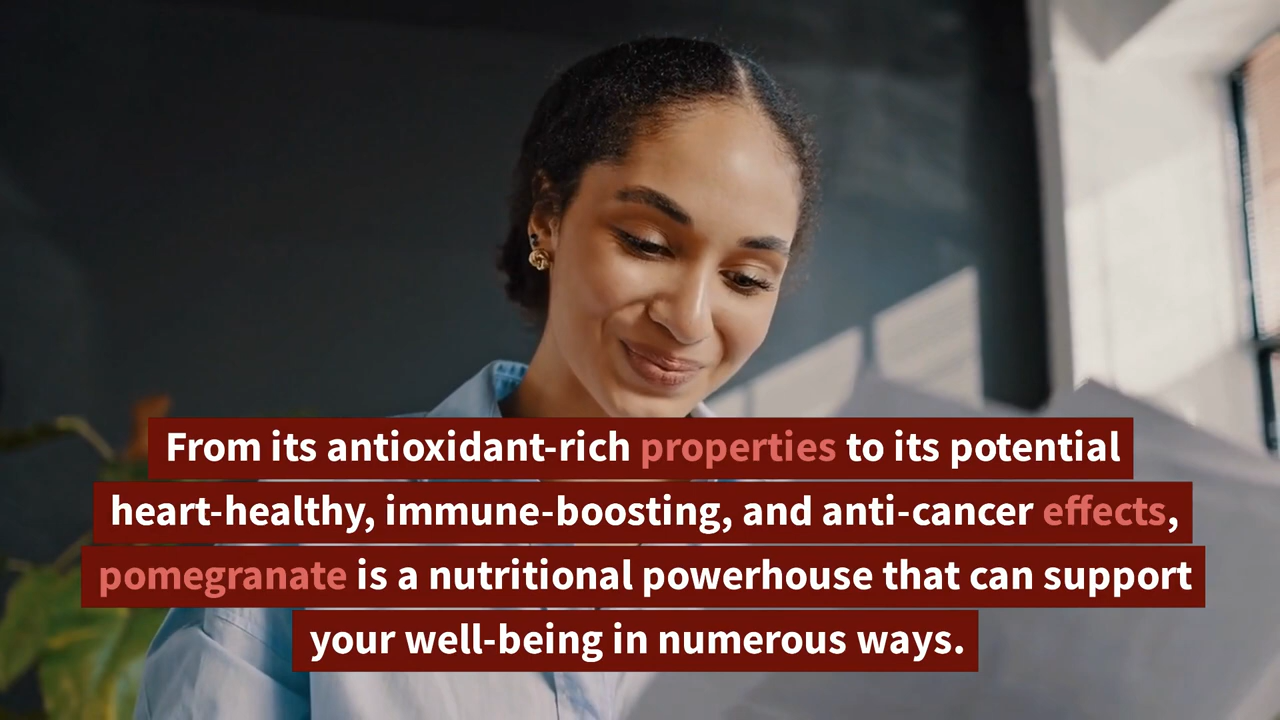 From its antioxidant-rich properties to its potential
heart-healthy, immune-boosting, and anti-cancer effects,
pomegranate is a nutritional powerhouse that can support
your well-being in numerous ways.